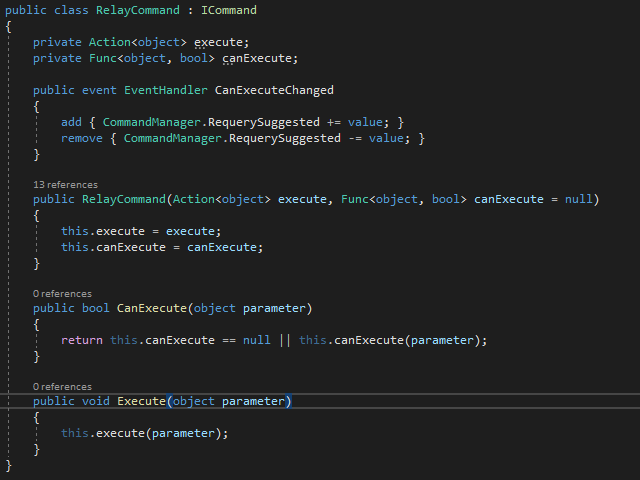 public class RelayCommand : ICommand
{
    private Action<object> execute;
    private Func<object, bool> canExecute;

    public event EventHandler CanExecuteChanged
    {
        add { CommandManager.RequerySuggested += value; }
        remove { CommandManager.RequerySuggested -= value; }
    }

    13 references
    public RelayCommand(Action<object> execute, Func<object, bool> canExecute = null)
    {
        this.execute = execute;
        this.canExecute = canExecute;
    }

    0 references
    public bool CanExecute(object parameter)
    {
        return this.canExecute == null || this.canExecute(parameter);
    }

    0 references
    public void Execute(object parameter)
    {
        this.execute(parameter);
    }
}